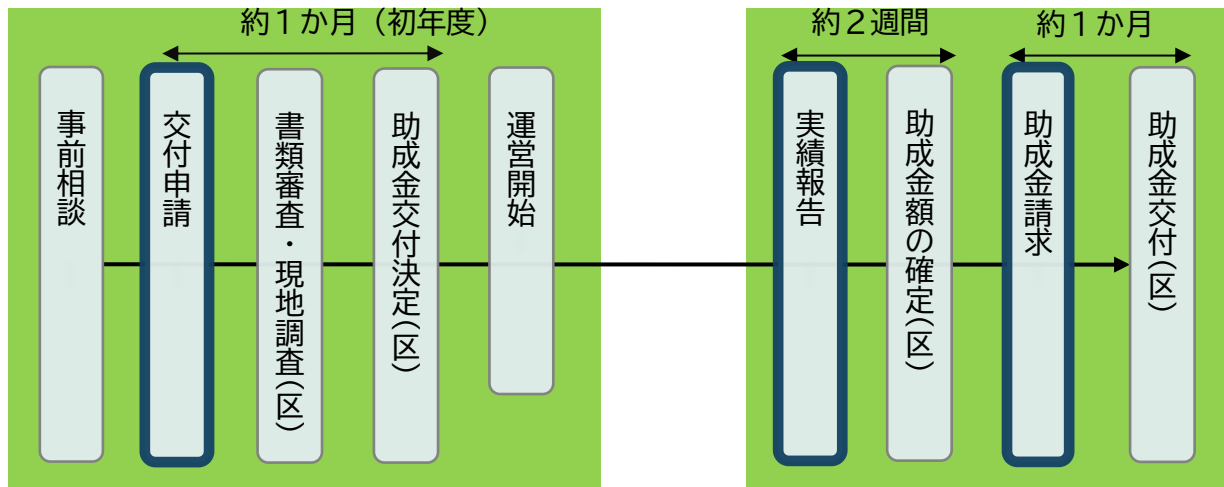 約１か月（初年度）
約２週間
約１か月
事前相談
交付申請
書類審査・現地調査(区)
助成金交付決定(区)
運営開始
実績報告
助成金額の確定(区)
助成金請求
助成金交付(区)